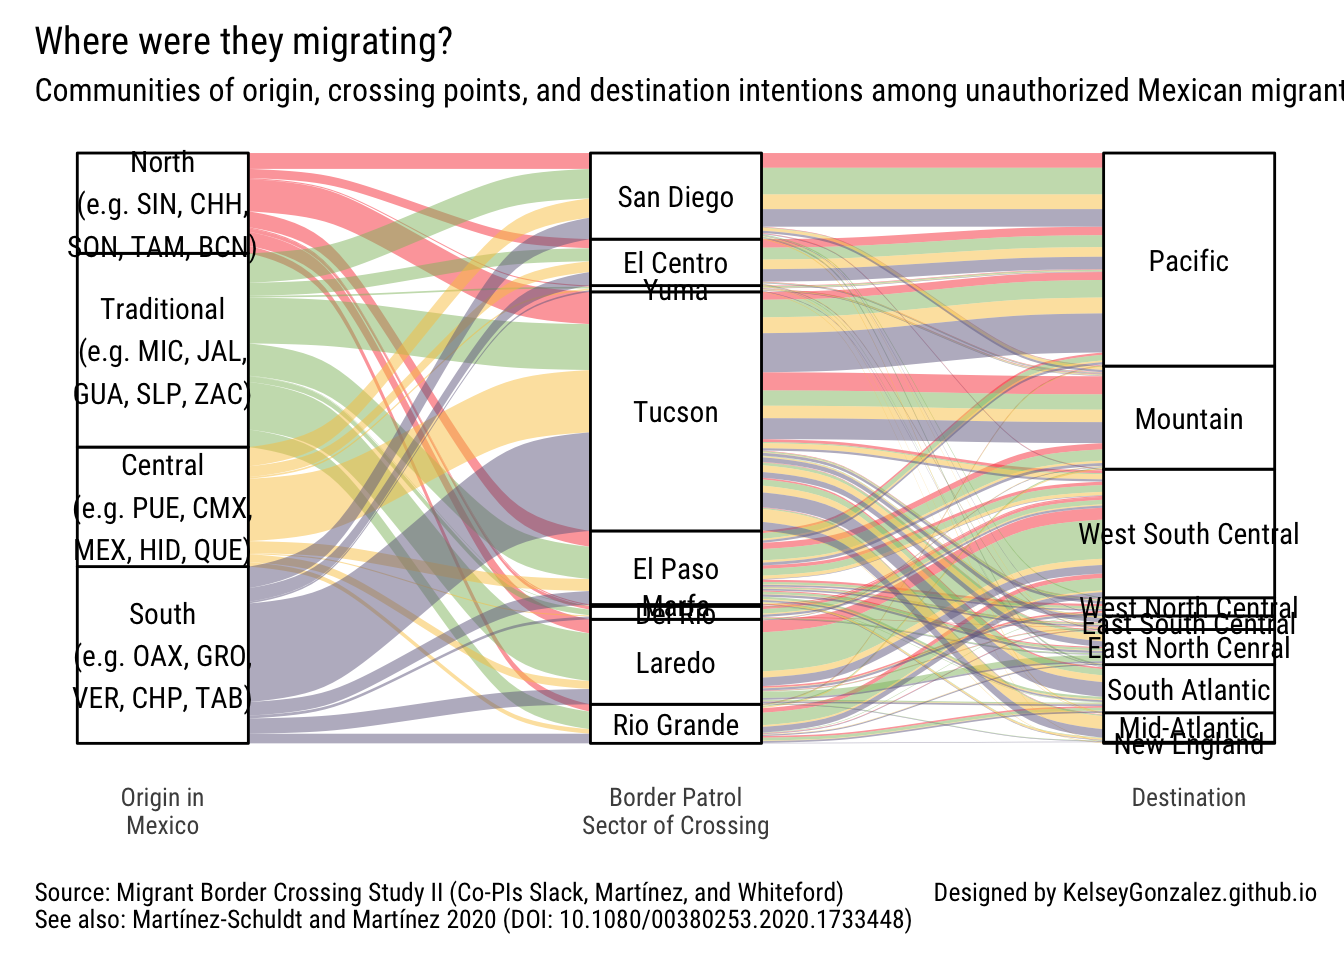 Where were they migrating?
Communities of origin, crossing points, and destination intentions among unauthorized Mexican migrant
North
(e.g. SIN, CHH,
SON, TAM, BCN)
Traditional
(e.g. MIC, JAL,
GUA, SLP, ZAC)
Central
(e.g. PUE, CMX,
MEX, HID, QUE)
South
(e.g. OAX, GRO,
VER, CHP, TAB)
San Diego
El Centro
Yuma
Tucson
El Paso
Marfa
Del Rio
Laredo
Rio Grande
Pacific
Mountain
West South Central
West North Central
East South Central
East North Cenral
South Atlantic
Mid-Atlantic
New England
Origin in
Mexico
Border Patrol
Sector of Crossing
Destination
Source: Migrant Border Crossing Study II (Co-PIs Slack, Martínez, and Whiteford)
See also: Martínez-Schuldt and Martínez 2020 (DOI: 10.1080/00380253.2020.1733448)
Designed by KelseyGonzalez.github.io